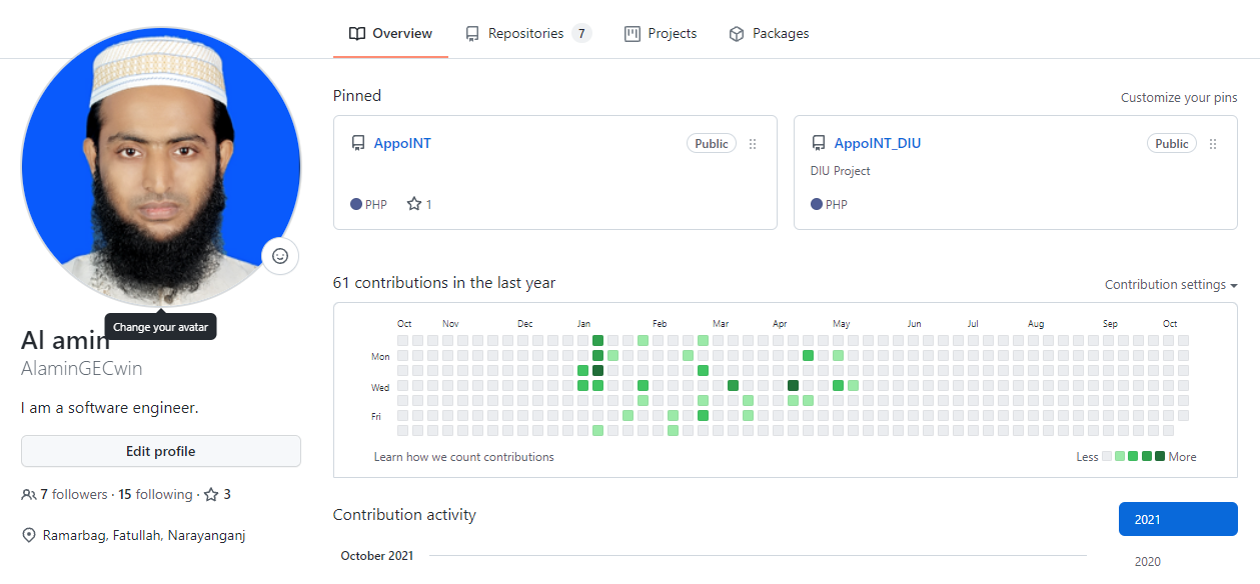 Overview Repositories 7 Projects Packages
Pinned Customize your pins
AppoINT Public
PHP 1
AppoINT_DIU Public
DIU Project
PHP
61 contributions in the last year Contribution settings
Oct Nov Dec Jan Feb Mar Apr May Jun Jul Aug Sep Oct
Mon
Wed
Fri
Learn how we count contributions Less More
Change your avatar
Al amin
AlaminGECwin
I am a software engineer.
Edit profile
7 followers · 15 following · 3
Ramarbag, Fatullah, Narayanganj
Contribution activity
October 2021
2021
2020